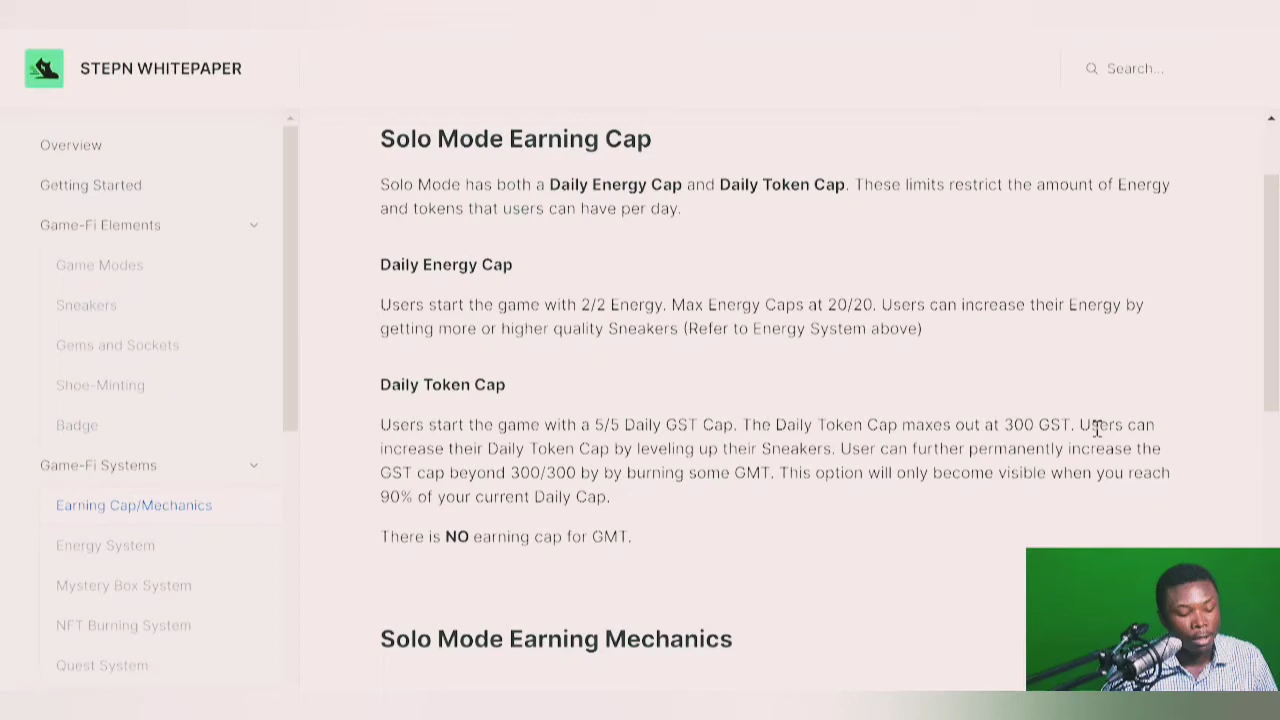 STEPN WHITEPAPER
Search...
Overview
Getting Started
Game-Fi Elements
Game Modes
Sneakers
Gems and Sockets
Shoe-Minting
Badge
Game-Fi Systems
Earning Cap/Mechanics
Energy System
Mystery Box System
NFT Burning System
Quest System
Solo Mode Earning Cap
Solo Mode has both a Daily Energy Cap and Daily Token Cap. These limits restrict the amount of Energy
and tokens that users can have per day.
Daily Energy Cap
Users start the game with 2/2 Energy. Max Energy Caps at 20/20. Users can increase their Energy by
getting more or higher quality Sneakers (Refer to Energy System above)
Daily Token Cap
Users start the game with a 5/5 Daily GST Cap. The Daily Token Cap maxes out at 300 GST. Users can
increase their Daily Token Cap by leveling up their Sneakers. User can further permanently increase the
GST cap beyond 300/300 by by burning some GMT. This option will only become visible when you reach
90% of your current Daily Cap.
There is NO earning cap for GMT.
Solo Mode Earning Mechanics